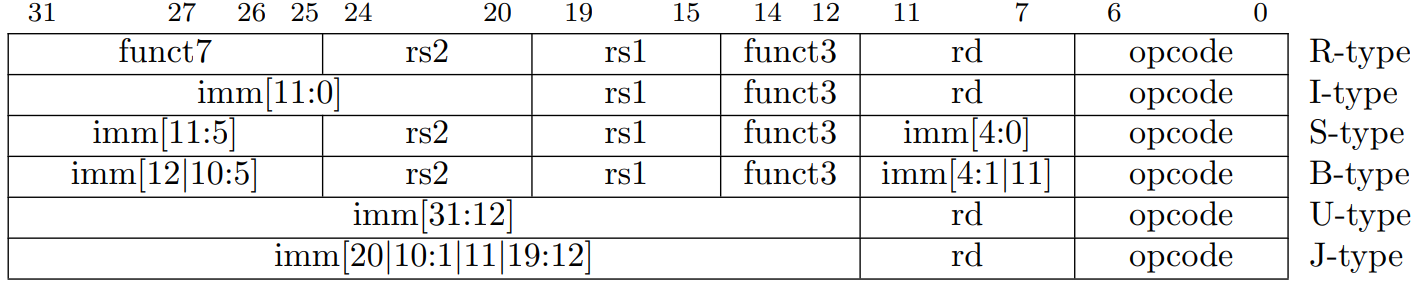 31 27 26 25 24 20 19 15 14 12 11 7 6 0
funct7 rs2 rs1 funct3 rd opcode R-type
imm[11:0] rs1 funct3 rd opcode I-type
imm[11:5] rs2 rs1 funct3 imm[4:0] opcode S-type
imm[12|10:5] rs2 rs1 funct3 imm[4:1|11] opcode B-type
imm[31:12] rd opcode U-type
imm[20|10:1|11|19:12] rd opcode J-type